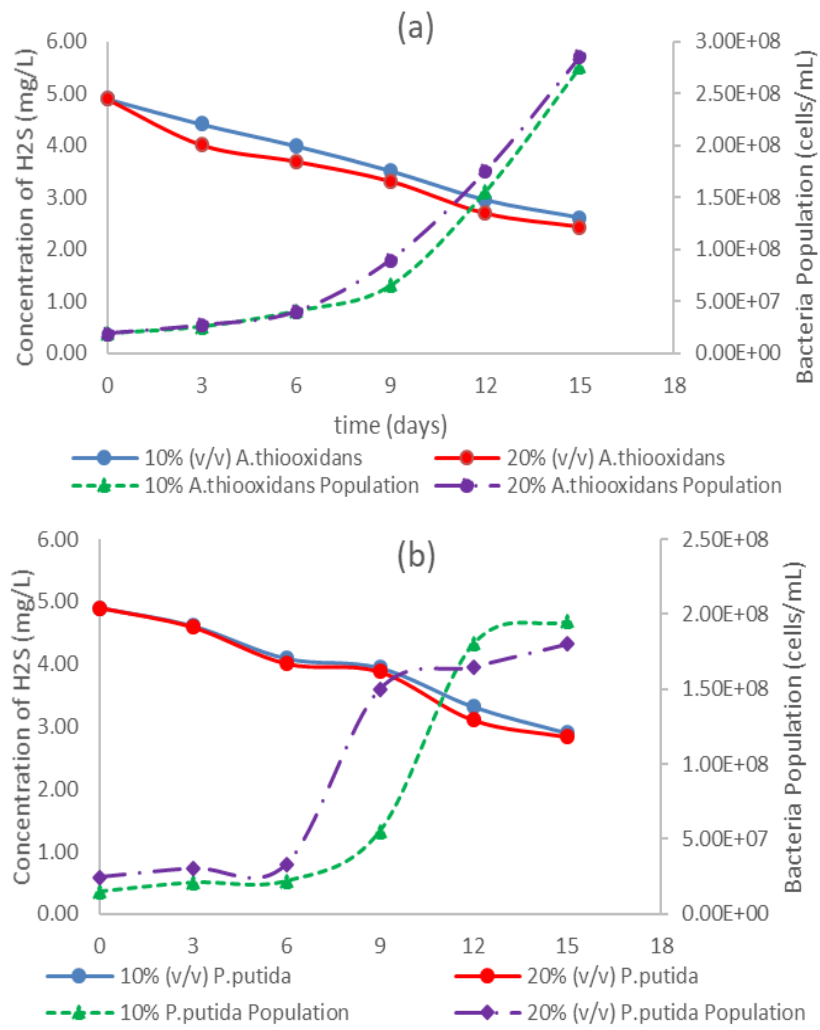 (a)
Concentration of H2S (mg/L)
6.00
5.00
4.00
3.00
2.00
1.00
0.00
3.00E+08
2.50E+08
2.00E+08
1.50E+08
1.00E+08
5.00E+07
0.00E+00
Bacteria Population (cells/mL)
0 3 6 9 12 15 18
time (days)
10% (v/v) A.thiooxidans 20% (v/v) A.thiooxidans
10% A.thiooxidans Population 20% A.thiooxidans Population
(b)
Concentration of H2S (mg/L)
6.00
5.00
4.00
3.00
2.00
1.00
0.00
2.50E+08
2.00E+08
1.50E+08
1.00E+08
5.00E+07
0.00E+00
Bacteria Population (cells/mL)
0 3 6 9 12 15 18
10% (v/v) P.putida 20% (v/v) P.putida
10% P.putida Population 20% (v/v) P.putida Population